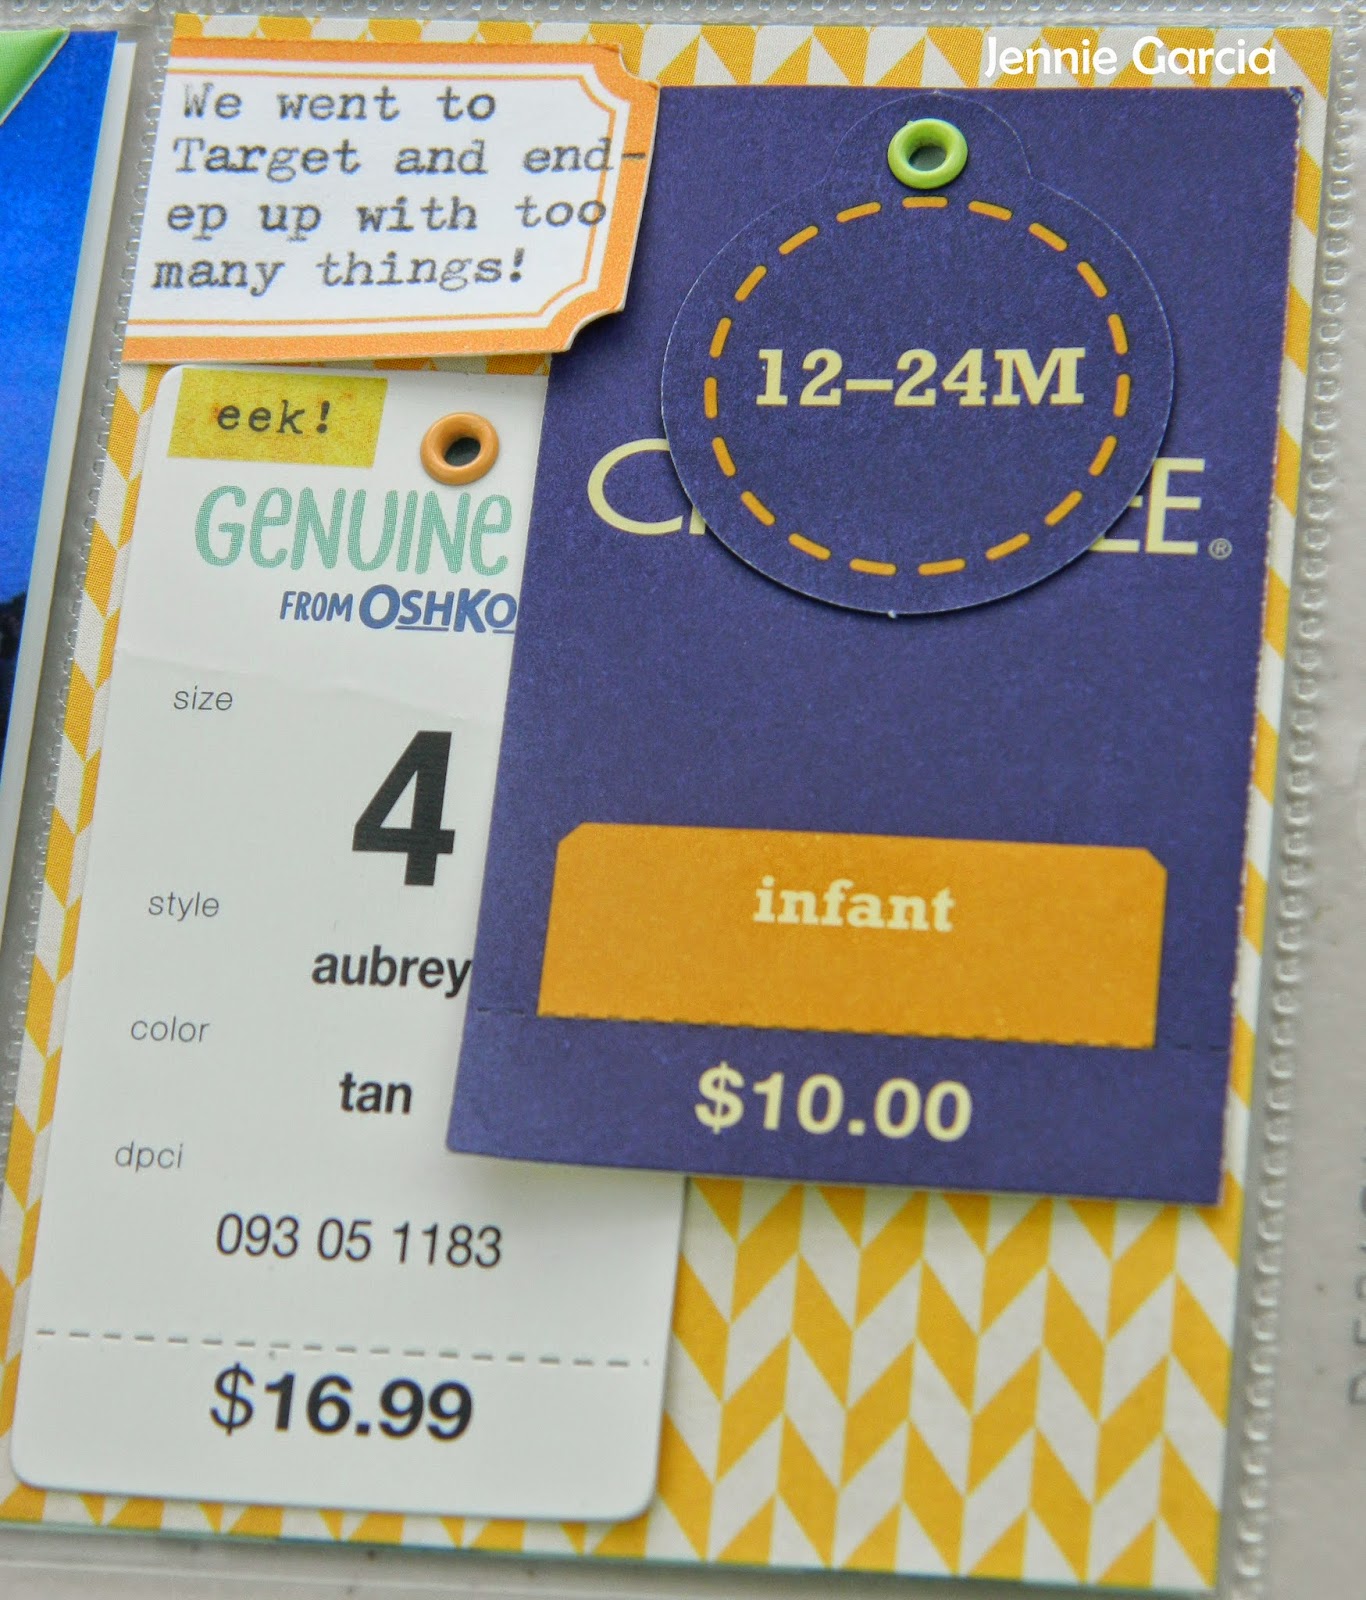 Jennie Garcia
We went to
Target and end-
ep up with too
many things!
eek!
GENUINE
FROM OSHKO
size
4
style
aubrey
color
tan
dpci
093 05 1183
$16.99
12–24M
EE®
infant
$10.00